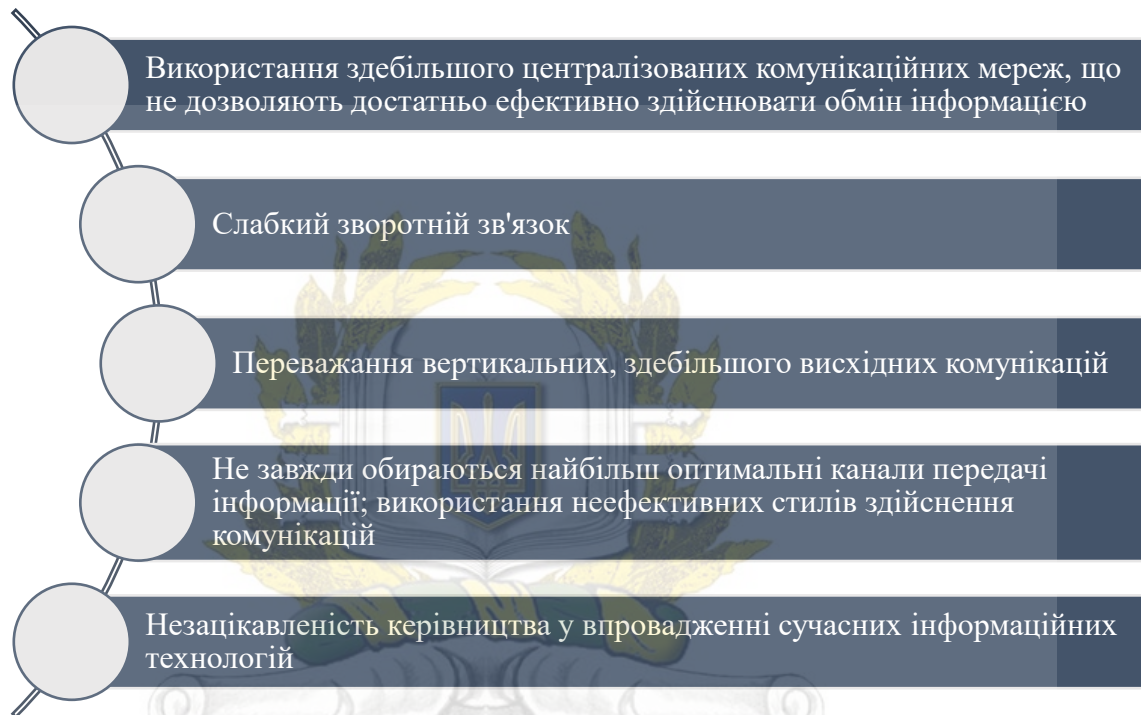 Використання здебільшого централізованих комунікаційних мереж, що
не дозволяють достатньо ефективно здійснювати обмін інформацією
Слабкий зворотній зв'язок
Переважання вертикальних, здебільшого висхідних комунікацій
Не завжди обираються найбільш оптимальні канали передачі
інформації; використання неефективних стилів здійснення
комунікацій
Незацікавленість керівництва у впровадженні сучасних інформаційних
технологій